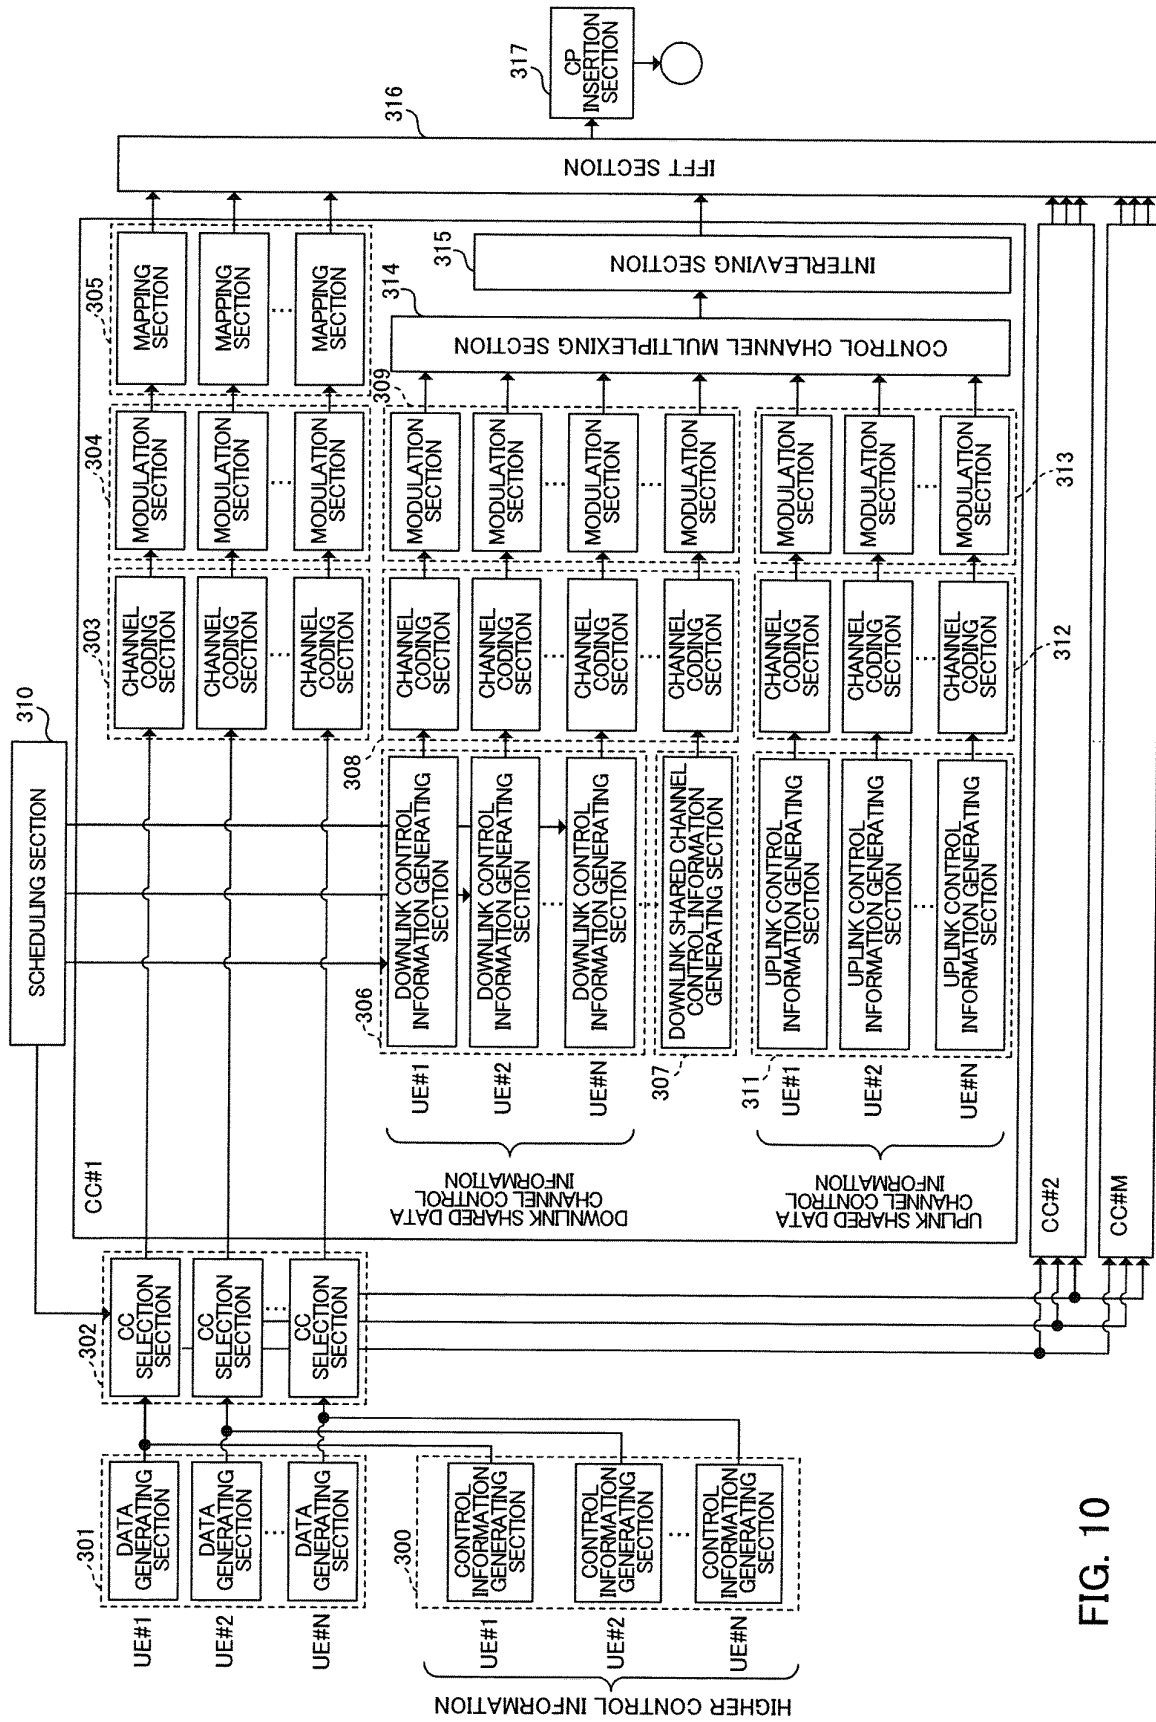 HIGHER CONTROL INFORMATION
UE#1
UE#2
UE#N
301
DATA
GENERATING
SECTION
DATA
GENERATING
SECTION
...
DATA
GENERATING
SECTION
UE#1
UE#2
UE#N
300
CONTROL
INFORMATION
GENERATING
SECTION
CONTROL
INFORMATION
GENERATING
SECTION
...
CONTROL
INFORMATION
GENERATING
SECTION
302
CC
SELECTION
SECTION
CC
SELECTION
SECTION
...
CC
SELECTION
SECTION
310
SCHEDULING SECTION
CC#1
303
CHANNEL
CODING
SECTION
CHANNEL
CODING
SECTION
...
CHANNEL
CODING
SECTION
304
MODULATION
SECTION
MODULATION
SECTION
...
MODULATION
SECTION
305
MAPPING
SECTION
MAPPING
SECTION
...
MAPPING
SECTION
DOWNLINK SHARED DATA
CHANNEL CONTROL
INFORMATION
UE#1
UE#2
UE#N
306
DOWNLINK CONTROL
INFORMATION GENERATING
SECTION
DOWNLINK CONTROL
INFORMATION GENERATING
SECTION
...
DOWNLINK CONTROL
INFORMATION GENERATING
SECTION
307
DOWNLINK SHARED CHANNEL
CONTROL INFORMATION
GENERATING SECTION
308
CHANNEL
CODING
SECTION
CHANNEL
CODING
SECTION
...
CHANNEL
CODING
SECTION
...
CHANNEL
CODING
SECTION
309
MODULATION
SECTION
MODULATION
SECTION
...
MODULATION
SECTION
...
MODULATION
SECTION
UPLINK SHARED DATA
CHANNEL CONTROL
INFORMATION
UE#1
UE#2
UE#N
311
UPLINK CONTROL
INFORMATION GENERATING
SECTION
UPLINK CONTROL
INFORMATION GENERATING
SECTION
...
UPLINK CONTROL
INFORMATION GENERATING
SECTION
CHANNEL
CODING
SECTION
CHANNEL
CODING
SECTION
...
CHANNEL
CODING
SECTION
312
MODULATION
SECTION
MODULATION
SECTION
...
MODULATION
SECTION
313
314
CONTROL CHANNEL MULTIPLEXING SECTION
315
INTERLEAVING SECTION
316
IFFT SECTION
317
CP
INSERTION
SECTION
CC#2
CC#M
FIG. 10